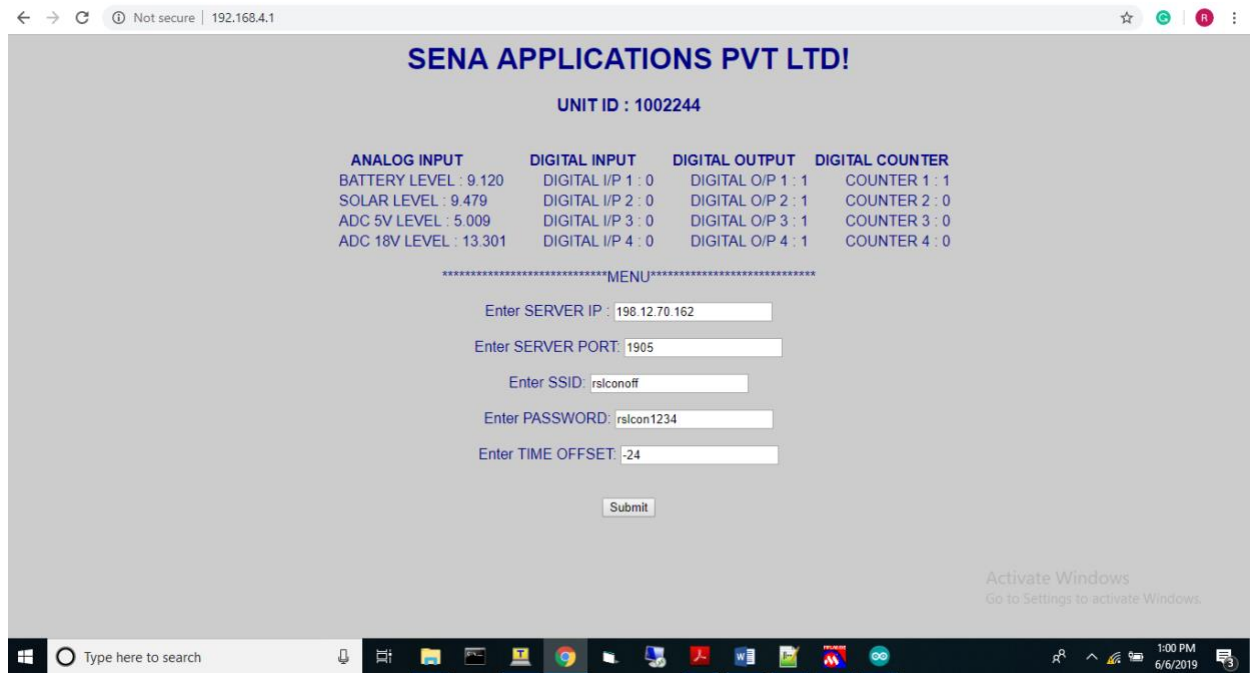 Not secure | 192.168.4.1
R
SENA APPLICATIONS PVT LTD!
UNIT ID : 1002244
ANALOG INPUT DIGITAL INPUT DIGITAL OUTPUT DIGITAL COUNTER
BATTERY LEVEL : 9.120 DIGITAL I/P 1 : 0 DIGITAL O/P 1 : 1 COUNTER 1 : 1
SOLAR LEVEL : 9.479 DIGITAL I/P 2 : 0 DIGITAL O/P 2 : 1 COUNTER 2 : 0
ADC 5V LEVEL : 5.009 DIGITAL I/P 3 : 0 DIGITAL O/P 3 : 1 COUNTER 3 : 0
ADC 18V LEVEL : 13.301 DIGITAL I/P 4 : 0 DIGITAL O/P 4 : 1 COUNTER 4 : 0
*****************************MENU*****************************
Enter SERVER IP : 198.12.70.162
Enter SERVER PORT: 1905
Enter SSID: rslconoff
Enter PASSWORD: rslcon1234
Enter TIME OFFSET: -24
Submit
Activate Windows
Go to Settings to activate Windows.
Type here to search
1:00 PM
6/6/2019
3